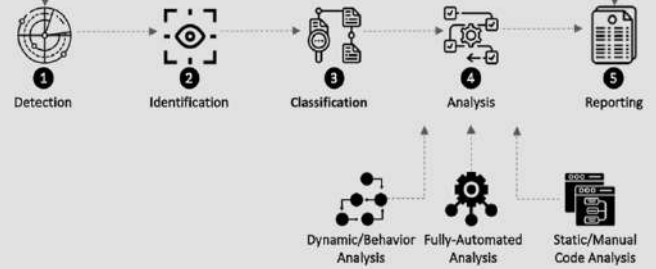 1 2 3 4 5
Detection Identification Classification Analysis Reporting
Dynamic/Behavior Fully-Automated Static/Manual
Analysis Analysis Code Analysis